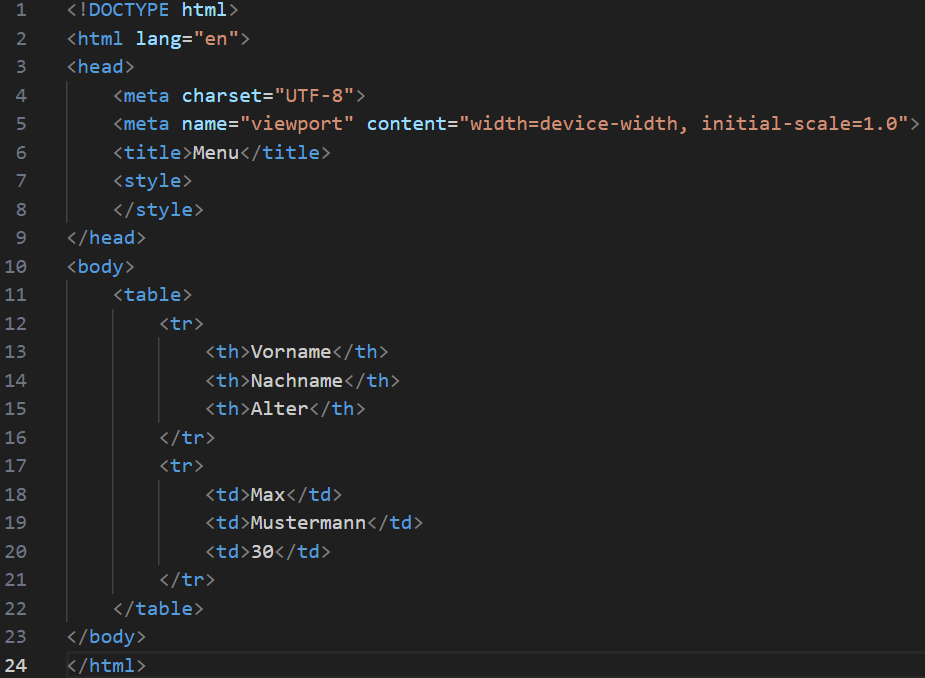 1 <!DOCTYPE html>
2 <html lang="en">
3 <head>
4     <meta charset="UTF-8">
5     <meta name="viewport" content="width=device-width, initial-scale=1.0">
6     <title>Menu</title>
7     <style>
8     </style>
9 </head>
10 <body>
11     <table>
12         <tr>
13             <th>Vorname</th>
14             <th>Nachname</th>
15             <th>Alter</th>
16         </tr>
17         <tr>
18             <td>Max</td>
19             <td>Mustermann</td>
20             <td>30</td>
21         </tr>
22     </table>
23 </body>
24 </html>